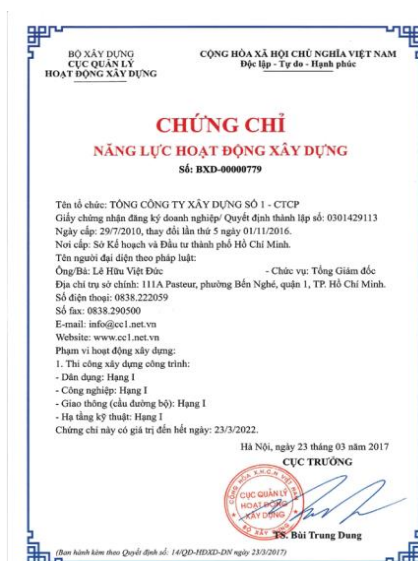 BỘ XÂY DỰNG
CỤC QUẢN LÝ
HOẠT ĐỘNG XÂY DỰNG
CỘNG HÒA XÃ HỘI CHỦ NGHĨA VIỆT NAM
Độc lập - Tự do - Hạnh phúc
CHỨNG CHỈ
NĂNG LỰC HOẠT ĐỘNG XÂY DỰNG
Số: BXD-00000779
Tên tổ chức: TỔNG CÔNG TY XÂY DỰNG SỐ 1 - CTCP
Giấy chứng nhận đăng ký doanh nghiệp/ Quyết định thành lập số: 0301429113
Ngày cấp: 29/7/2010, thay đổi lần thứ 5 ngày 01/11/2016.
Nơi cấp: Sở Kế hoạch và Đầu tư thành phố Hồ Chí Minh.
Tên người đại diện theo pháp luật:
Ông/Bà: Lê Hữu Việt Đức - Chức vụ: Tổng Giám đốc
Địa chỉ trụ sở chính: 111A Pasteur, phường Bến Nghé, quận 1, TP. Hồ Chí Minh.
Số điện thoại: 0838.222059
Số fax: 0838.290500
E-mail: info@cc1.net.vn
Website: www.cc1.net.vn
Phạm vi hoạt động xây dựng:
1. Thi công xây dựng công trình:
- Dân dụng: Hạng I
- Công nghiệp: Hạng I
- Giao thông (cầu đường bộ): Hạng I
- Hạ tầng kỹ thuật: Hạng I
Chứng chỉ này có giá trị đến hết ngày: 23/3/2022.
Hà Nội, ngày 23 tháng 03 năm 2017
CỤC TRƯỞNG
CỘNG HÒA X.H.C.N VIỆT NAM
CỤC QUẢN LÝ
HOẠT ĐỘNG
XÂY DỰNG
BỘ XÂY DỰNG
TS. Bùi Trung Dung
(Ban hành kèm theo Quyết định số: 14/QĐ-HĐXD-DN ngày 23/3/2017)